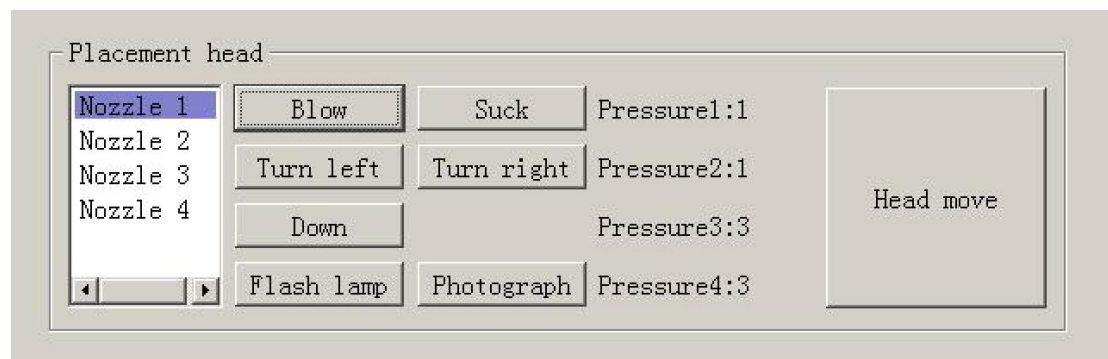 Placement head
Nozzle 1
Nozzle 2
Nozzle 3
Nozzle 4
Blow
Suck
Pressure1:1
Turn left
Turn right
Pressure2:1
Down
Pressure3:3
Flash lamp
Photograph
Pressure4:3
Head move